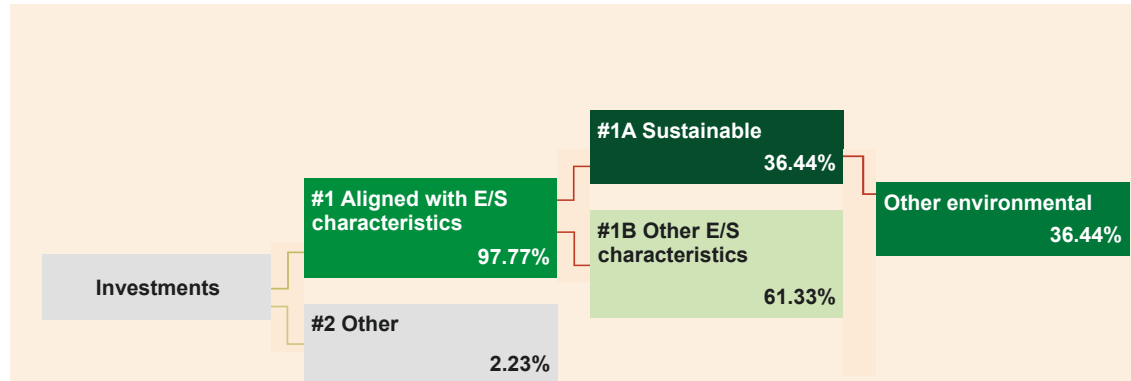 Investments
#1 Aligned with E/S
characteristics
97.77%
#2 Other
2.23%
#1A Sustainable
36.44%
#1B Other E/S
characteristics
61.33%
Other environmental
36.44%